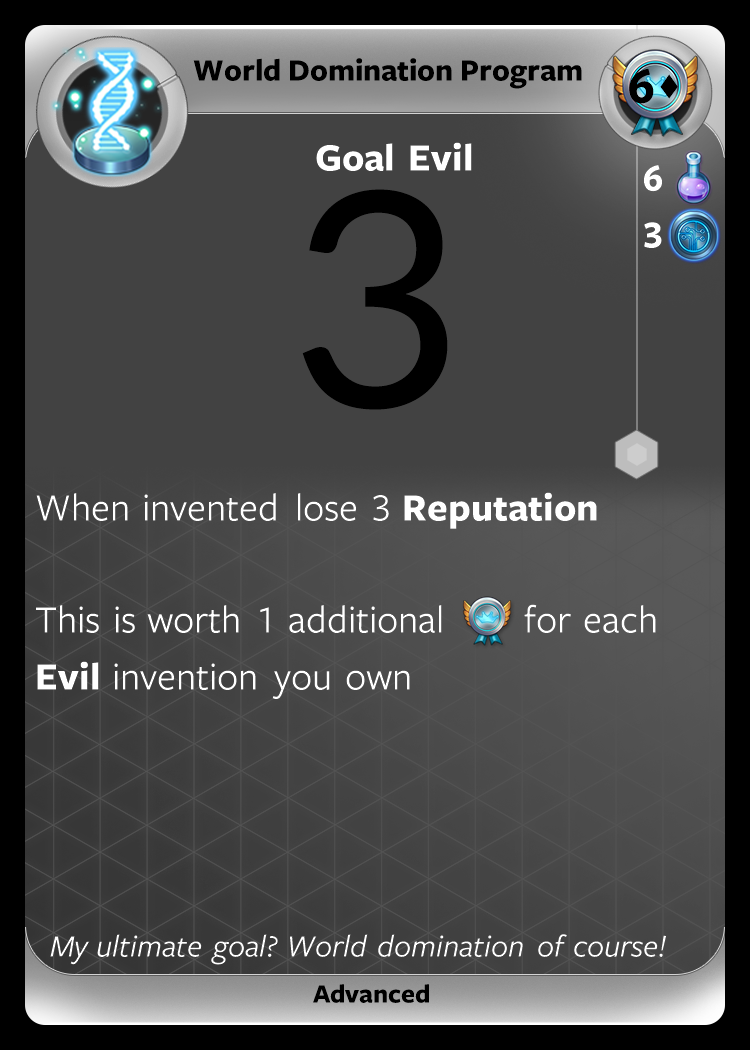 World Domination Program
6♦
Goal Evil
6
3
3
When invented lose 3 Reputation
This is worth 1 additional for each
Evil invention you own
My ultimate goal? World domination of course!
Advanced